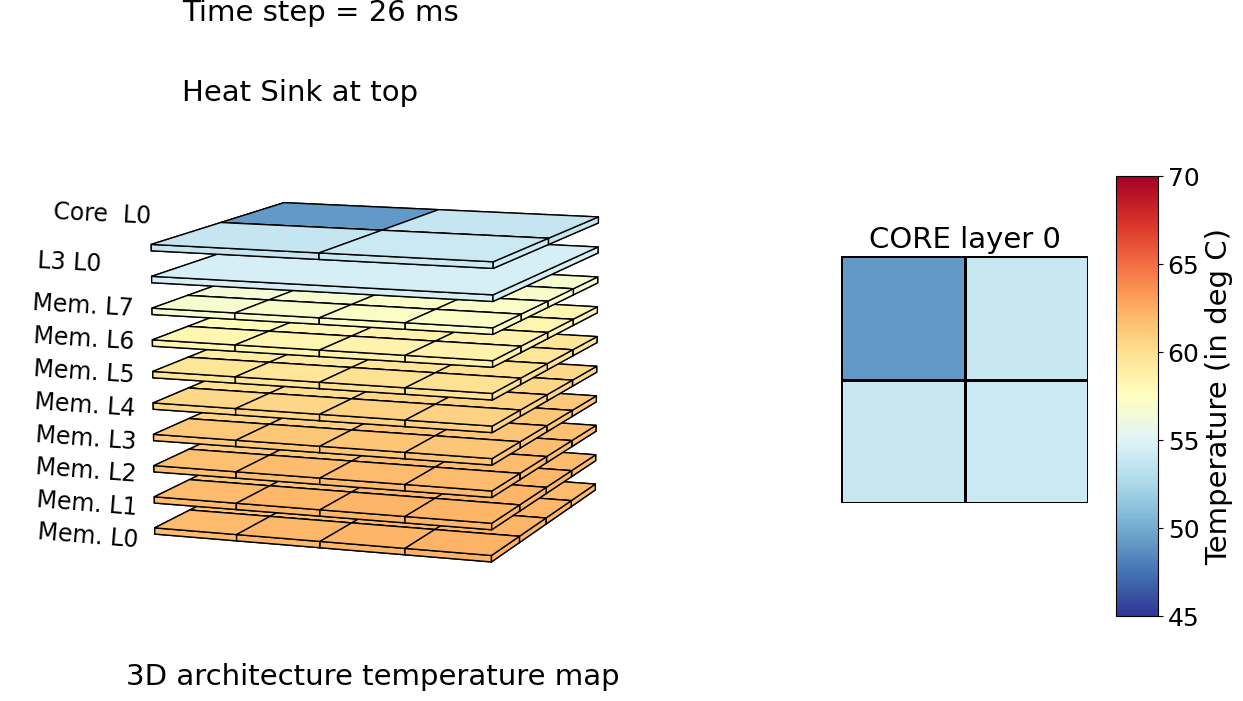 Time step = 26 ms
Heat Sink at top
Core L0
L3 L0
Mem. L7
Mem. L6
Mem. L5
Mem. L4
Mem. L3
Mem. L2
Mem. L1
Mem. L0
3D architecture temperature map
CORE layer 0
70
65
60
55
50
45
Temperature (in deg C)